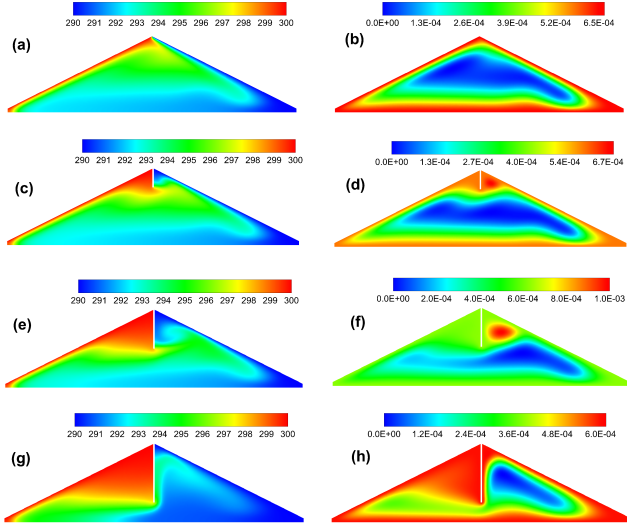 290 291 292 293 294 295 296 297 298 299 300
0.0E+00 1.3E-04 2.6E-04 3.9E-04 5.2E-04 6.5E-04
(a) (b)
290 291 292 293 294 295 296 297 298 299 300
0.0E+00 1.3E-04 2.7E-04 4.0E-04 5.4E-04 6.7E-04
(c) (d)
290 291 292 293 294 295 296 297 298 299 300
0.0E+00 2.0E-04 4.0E-04 6.0E-04 8.0E-04 1.0E-03
(e) (f)
290 291 292 293 294 295 296 297 298 299 300
0.0E+00 1.2E-04 2.4E-04 3.6E-04 4.8E-04 6.0E-04
(g) (h)